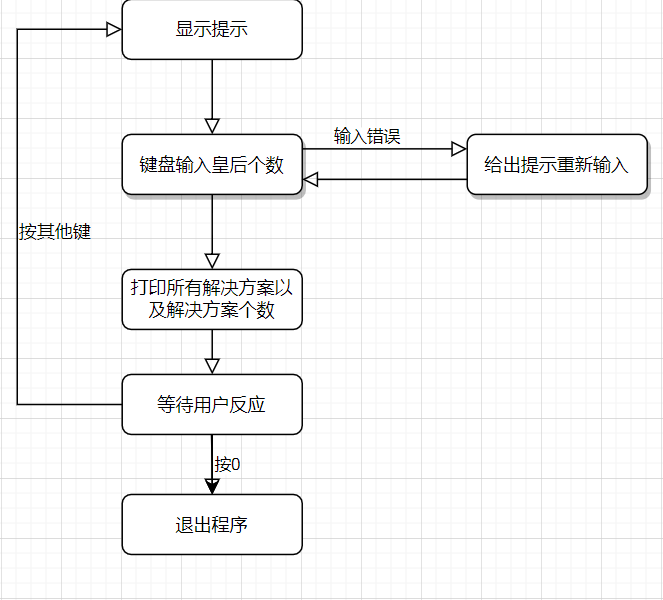 显示提示
输入错误
键盘输入皇后个数
给出提示重新输入
按其他键
打印所有解决方案以
及解决方案个数
等待用户反应
按0
退出程序